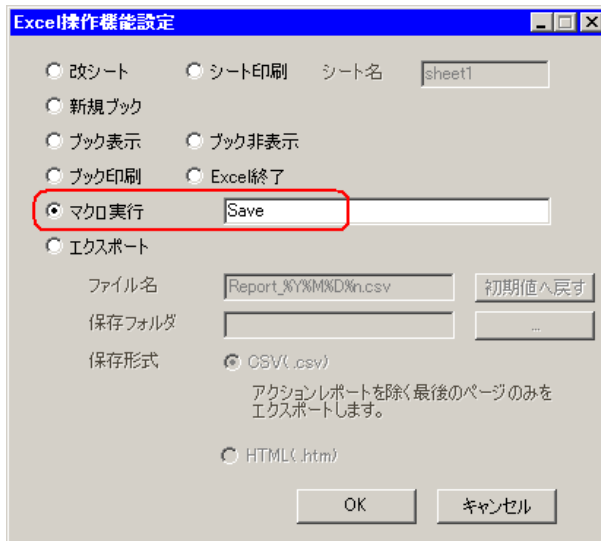 Excel操作機能設定
改シート シート印刷 シート名 sheet1
新規ブック
ブック表示 ブック非表示
ブック印刷 Excel終了
マクロ実行 Save
エクスポート
ファイル名 Report_%Y%M%D%n.csv 初期値へ戻す
保存フォルダ ...
保存形式 CSV(.csv)
アクションレポートを除く最後のページのみを
エクスポートします。
HTML(.htm)
OK キャンセル